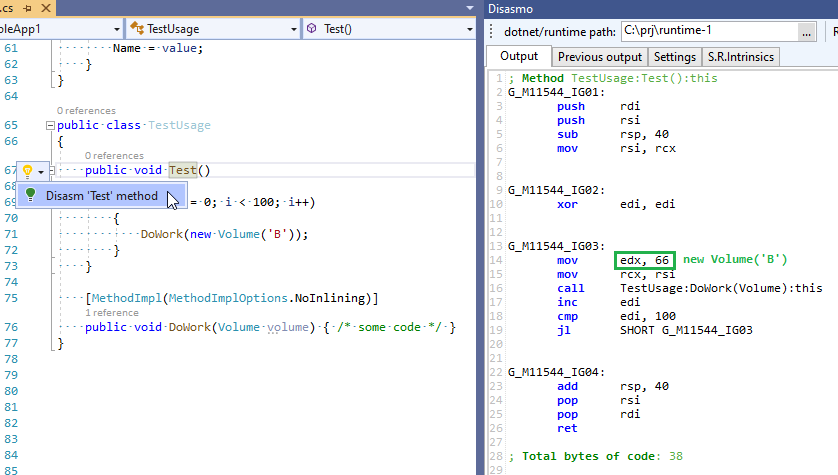 .cs
Disasmo
oleApp1
TestUsage
Test()
61 Name = value;
62 }
63 }
64
0 references
65 public class TestUsage
66 {
0 references
67 public void Test()
68
Disasm 'Test' method
69 = 0; i < 100; i++)
70 {
71 DoWork(new Volume('B'));
72 }
73 }
74
75 [MethodImpl(MethodImplOptions.NoInlining)]
1 reference
76 public void DoWork(Volume volume) { /* some code */ }
77 }
78
79
80
81
82
83
84
85
dotnet/runtime path: C:\prj\runtime-1 ... R
Output Previous output Settings S.R.Intrinsics
1 ; Method TestUsage:Test():this
2 G_M11544_IG01:
3 push rdi
4 push rsi
5 sub rsp, 40
6 mov rsi, rcx
7
8
9 G_M11544_IG02:
10 xor edi, edi
11
12
13 G_M11544_IG03:
14 mov edx, 66 new Volume('B')
15 mov rcx, rsi
16 call TestUsage:DoWork(Volume):this
17 inc edi
18 cmp edi, 100
19 jl SHORT G_M11544_IG03
20
21
22 G_M11544_IG04:
23 add rsp, 40
24 pop rsi
25 pop rdi
26 ret
27
28 ; Total bytes of code: 38
29